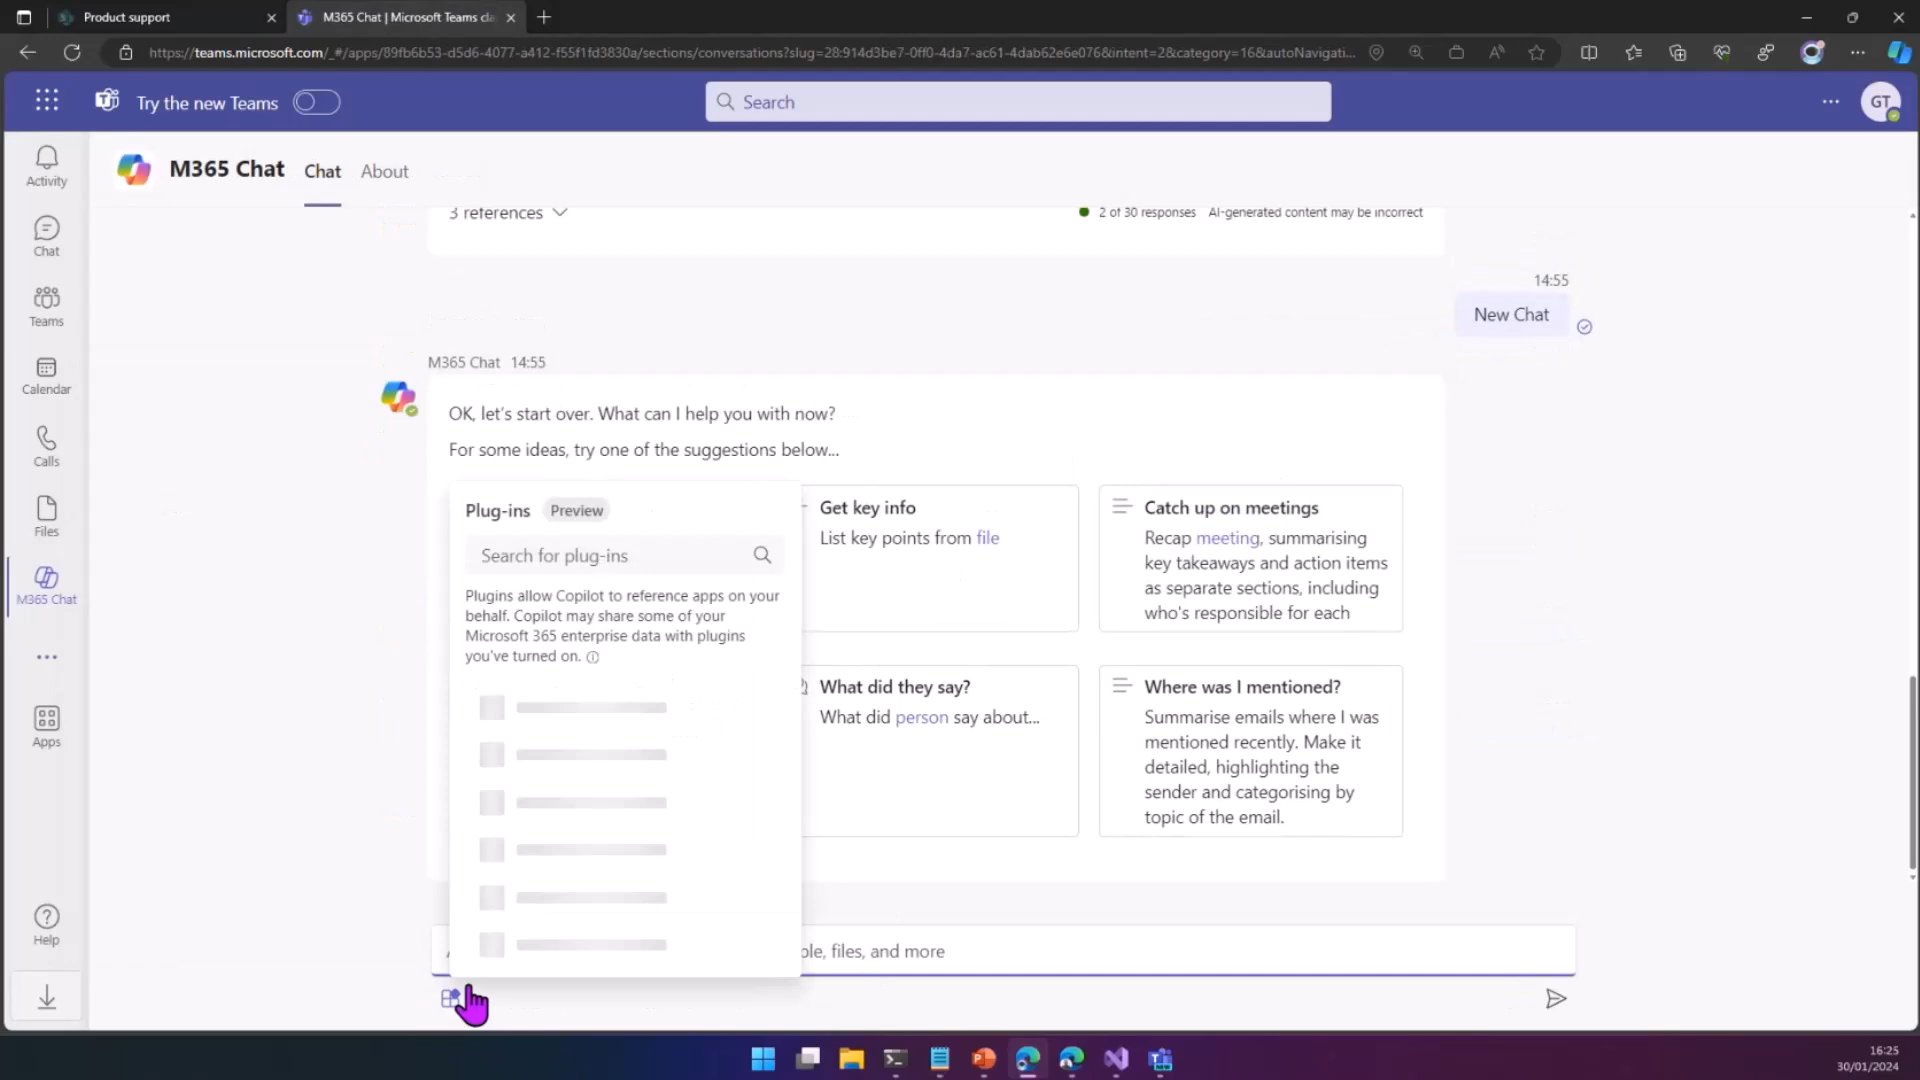 Product support
M365 Chat | Microsoft Teams cla
https://teams.microsoft.com/_#/apps/89fb6b53-d5d6-4077-a412-f55f1fd3830a/sections/conversations?slug=28:914d3be7-0ff0-4da7-ac61-4dab62e6e076&intent=2&category=16&autoNavigati...
Try the new Teams
Search
GT
M365 Chat
Chat
About
Activity
Chat
Teams
Calendar
Calls
Files
M365 Chat
Apps
Help
3 references
2 of 30 responses
AI-generated content may be incorrect
14:55
New Chat
M365 Chat 14:55
OK, let's start over. What can I help you with now?
For some ideas, try one of the suggestions below...
Plug-ins
Preview
Search for plug-ins
Plugins allow Copilot to reference apps on your
behalf. Copilot may share some of your
Microsoft 365 enterprise data with plugins
you've turned on.
Get key info
List key points from file
Catch up on meetings
Recap meeting, summarising
key takeaways and action items
as separate sections, including
who's responsible for each
What did they say?
What did person say about...
Where was I mentioned?
Summarise emails where I was
mentioned recently. Make it
detailed, highlighting the
sender and categorising by
topic of the email.
files, and more
16:25
30/01/2024